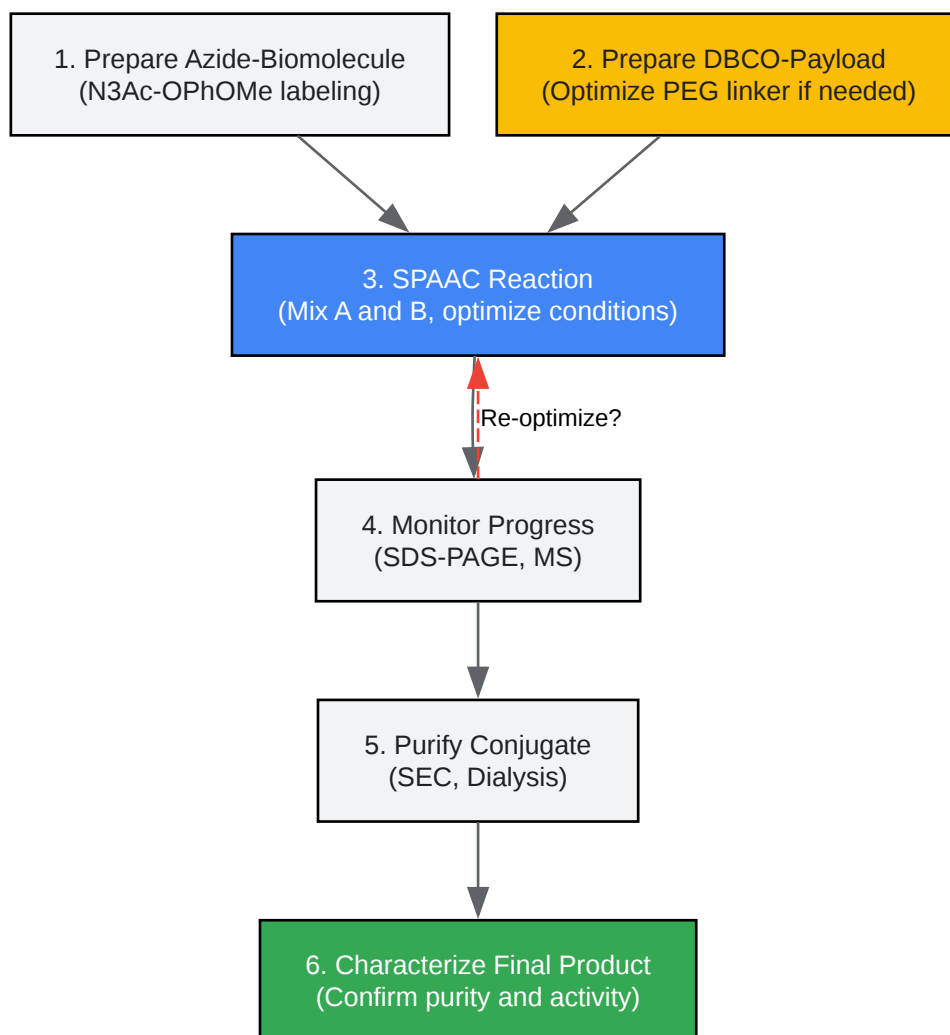 1. Prepare Azide-Biomolecule
(N3Ac-OPhOMe labeling)
2. Prepare DBCO-Payload
(Optimize PEG linker if needed)
3. SPAAC Reaction
(Mix A and B, optimize conditions)
Re-optimize?
4. Monitor Progress
(SDS-PAGE, MS)
5. Purify Conjugate
(SEC, Dialysis)
6. Characterize Final Product
(Confirm purity and activity)